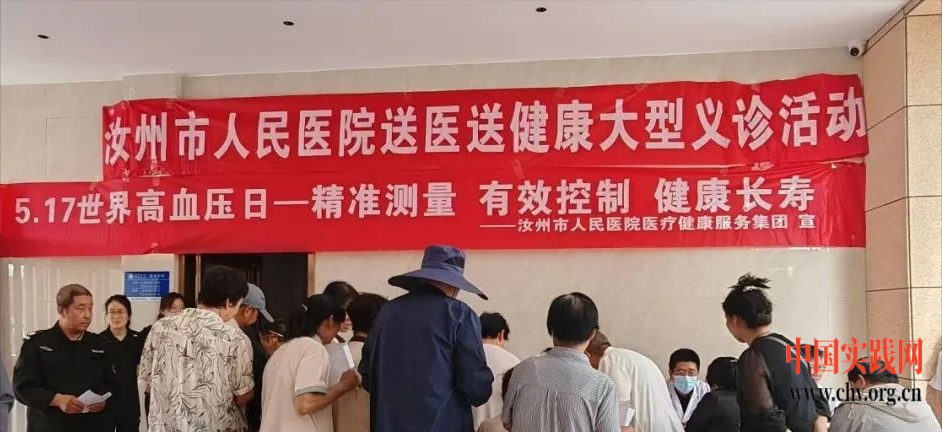 汝州市人民医院送医送健康大型义诊活动
5.17世界高血压日—精准测量 有效控制 健康长寿
——汝州市人民医院医疗健康服务集团 宣
中国实践网
www.chv.org.cn